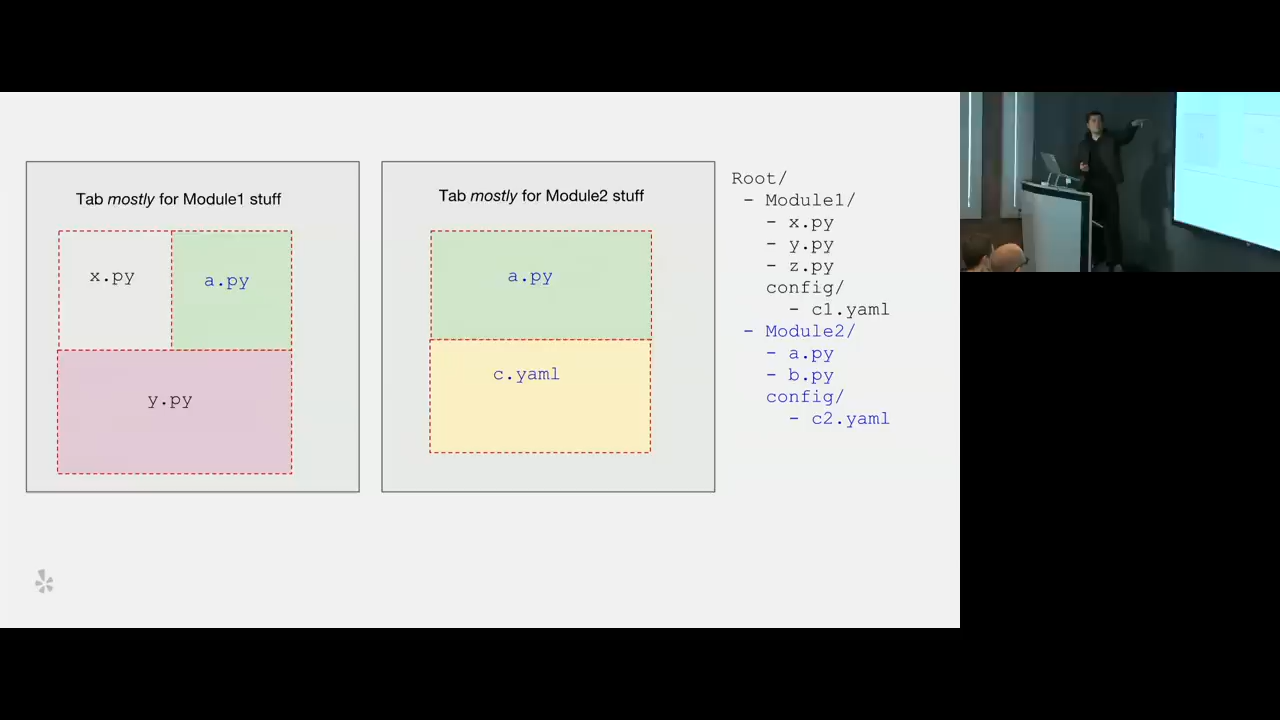 Tab mostly for Module1 stuff
x.py
a.py
y.py
Tab mostly for Module2 stuff
a.py
c.yaml
Root/
- Module1/
- x.py
- y.py
- z.py
config/
- c1.yaml
- Module2/
- a.py
- b.py
config/
- c2.yaml